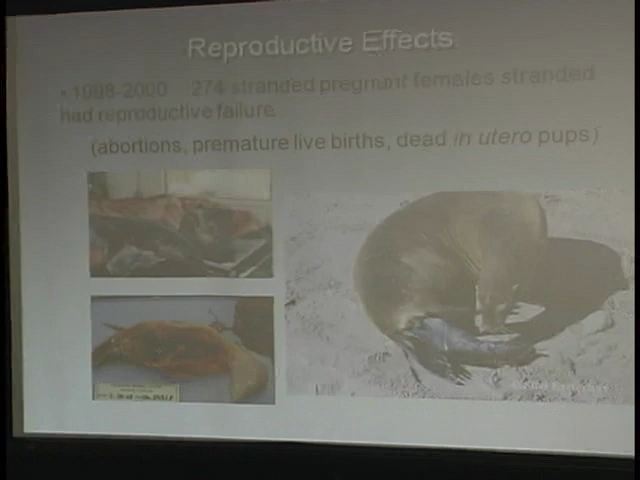 Reproductive Effects
• 1998-2000 274 stranded pregnant females stranded
had reproductive failure
(abortions, premature live births, dead in utero pups)